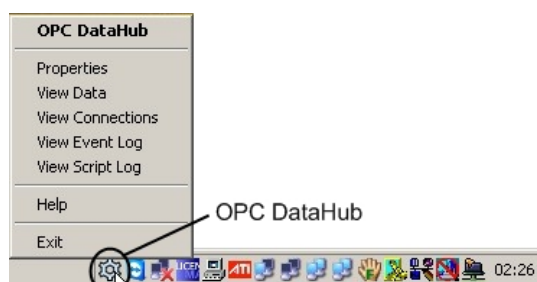 OPC DataHub
Properties
View Data
View Connections
View Event Log
View Script Log
Help
Exit
OPC DataHub
ATI
02:26